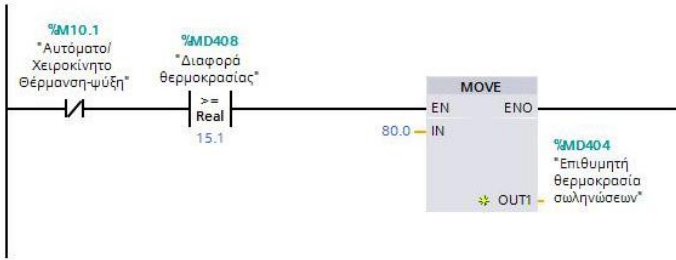 %M10.1
"Αυτόματο/
Χειροκίνητο
Θέρμανση-ψύξη"
%MD408
"Διαφορά
θερμοκρασίας"
>=
Real
15.1
MOVE
EN
ENO
80.0
IN
OUT1
%MD404
"Επιθυμητή
θερμοκρασία
σωληνώσεων"